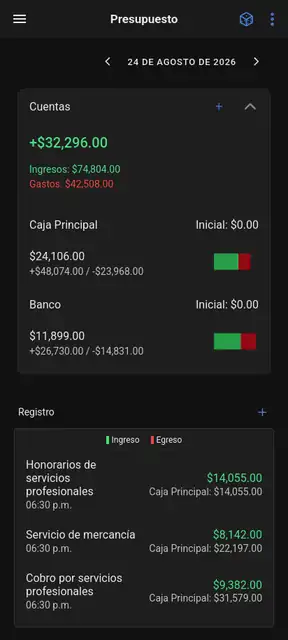 Presupuesto
24 DE AGOSTO DE 2026
Cuentas
+$32,296.00
Ingresos: $74,804.00
Gastos: $42,508.00
Caja Principal Inicial: $0.00
$24,106.00
+$48,074.00 / -$23,968.00
Banco Inicial: $0.00
$11,899.00
+$26,730.00 / -$14,831.00
Registro
Ingreso Egreso
Honorarios de
servicios
profesionales
06:30 p.m.
$14,055.00
Caja Principal: $14,055.00
Servicio de mercancía
06:30 p.m.
$8,142.00
Caja Principal: $22,197.00
Cobro por servicios
profesionales
06:30 p.m.
$9,382.00
Caja Principal: $31,579.00